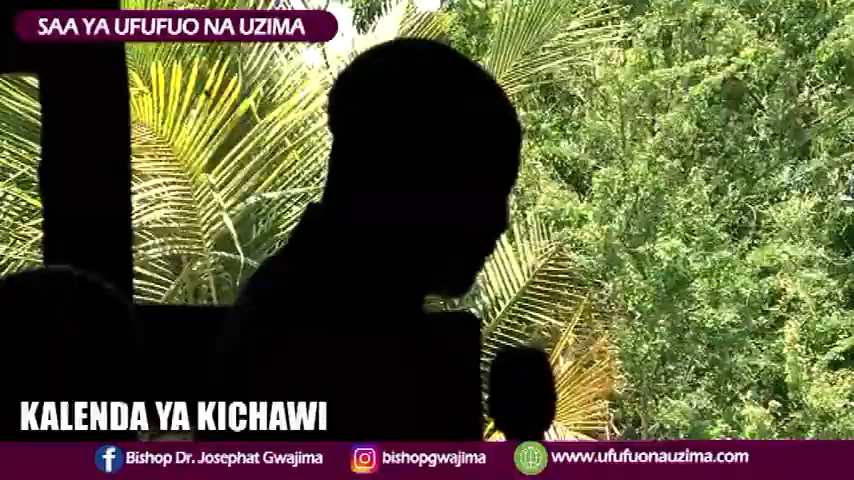 SAA YA UFUFUO NA UZIMA
KALENDA YA KICHAWI
Bishop Dr. Josephat Gwajima bishopgwajima www.ufufuonauzima.com